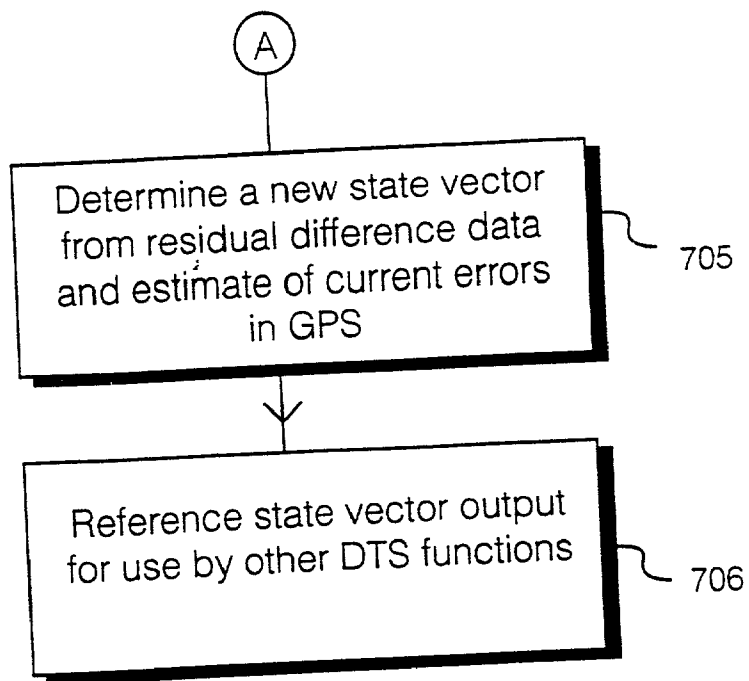 A
Determine a new state vector
from residual difference data
and estimate of current errors
in GPS
705
Reference state vector output
for use by other DTS functions
706